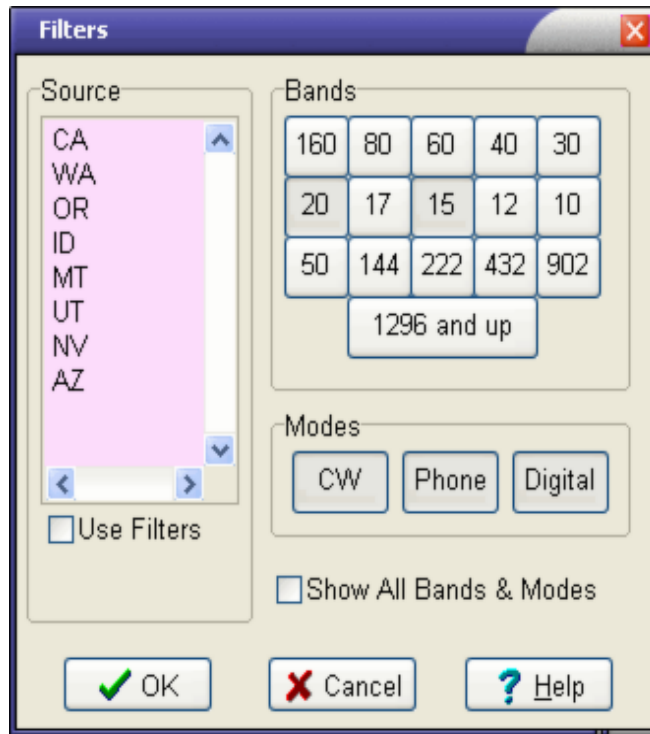 Filters
Source
CA
WA
OR
ID
MT
UT
NV
AZ
Use Filters
Bands
160 80 60 40 30
20 17 15 12 10
50 144 222 432 902
1296 and up
Modes
CW Phone Digital
Show All Bands & Modes
OK Cancel Help